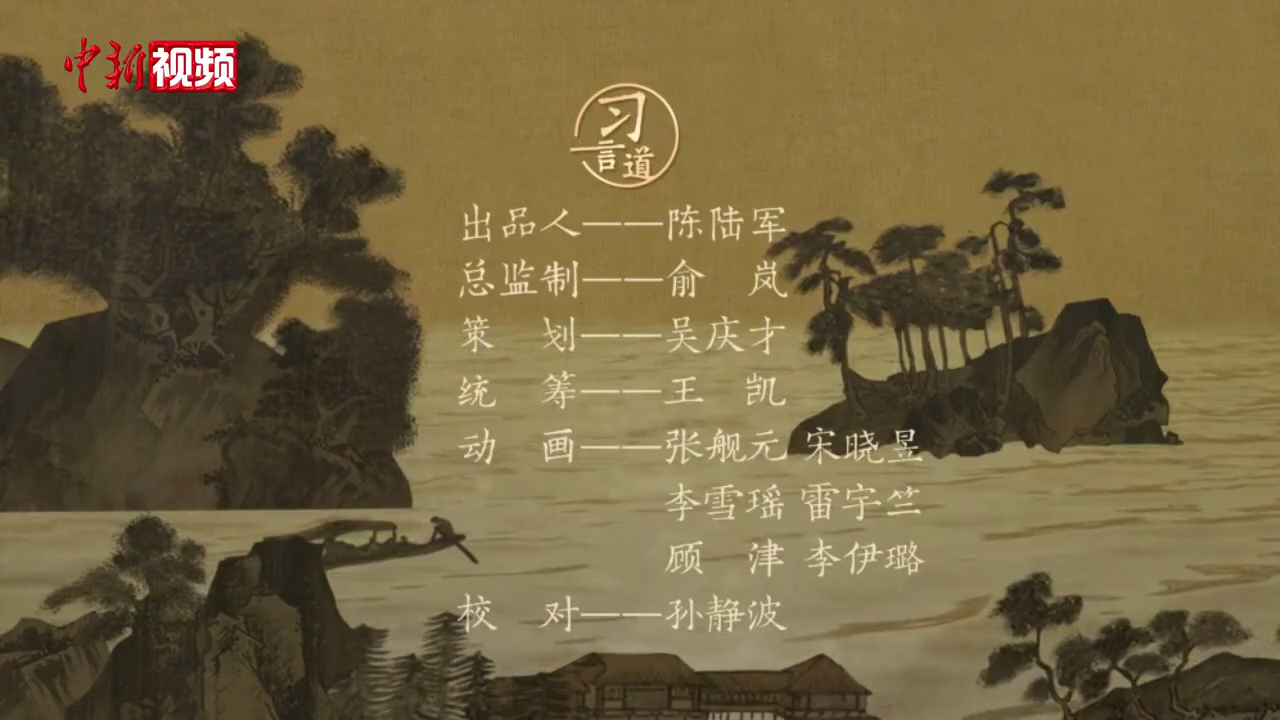 中新视频
习言道
出品人——陈陆军
总监制——俞 岚
策 划——吴庆才
统 筹——王 凯
动 画——张舰元 宋晓昱
李雪瑶 雷宇竺
顾 津 李伊璐
校 对——孙静波